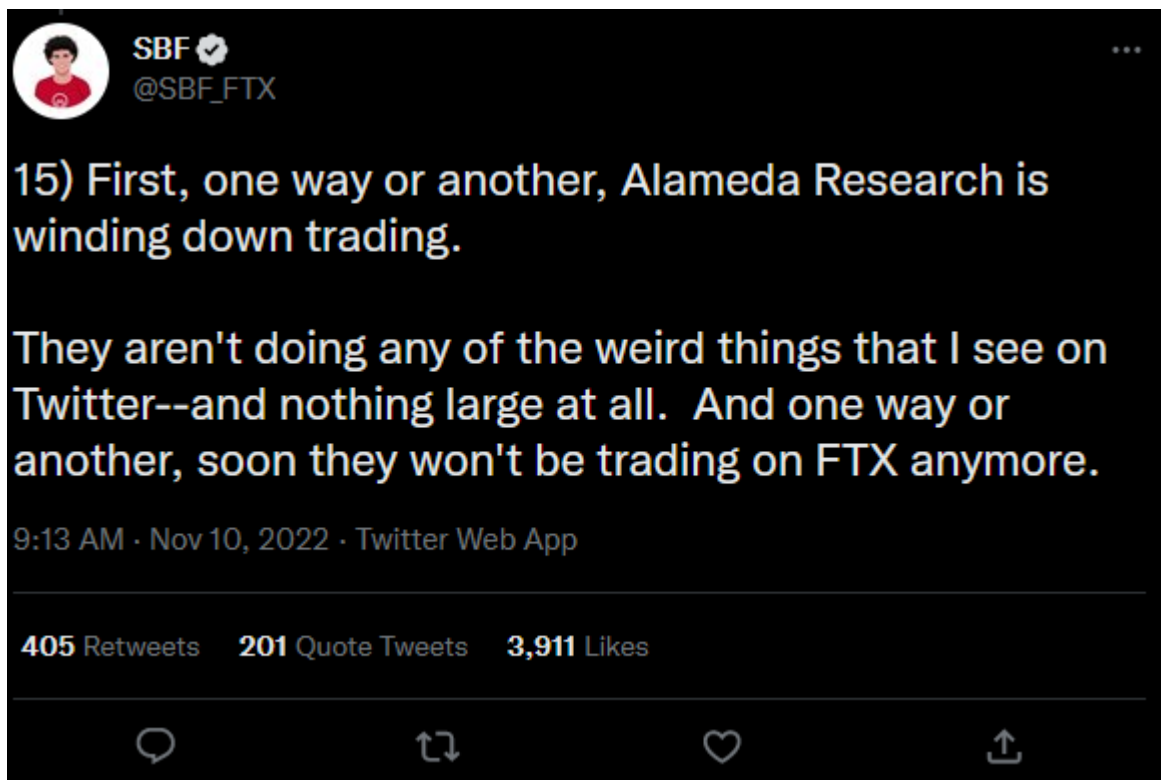 SBF
@SBF_FTX
15) First, one way or another, Alameda Research is
winding down trading.
They aren't doing any of the weird things that I see on
Twitter--and nothing large at all.  And one way or
another, soon they won't be trading on FTX anymore.
9:13 AM · Nov 10, 2022 · Twitter Web App
405 Retweets 201 Quote Tweets 3,911 Likes